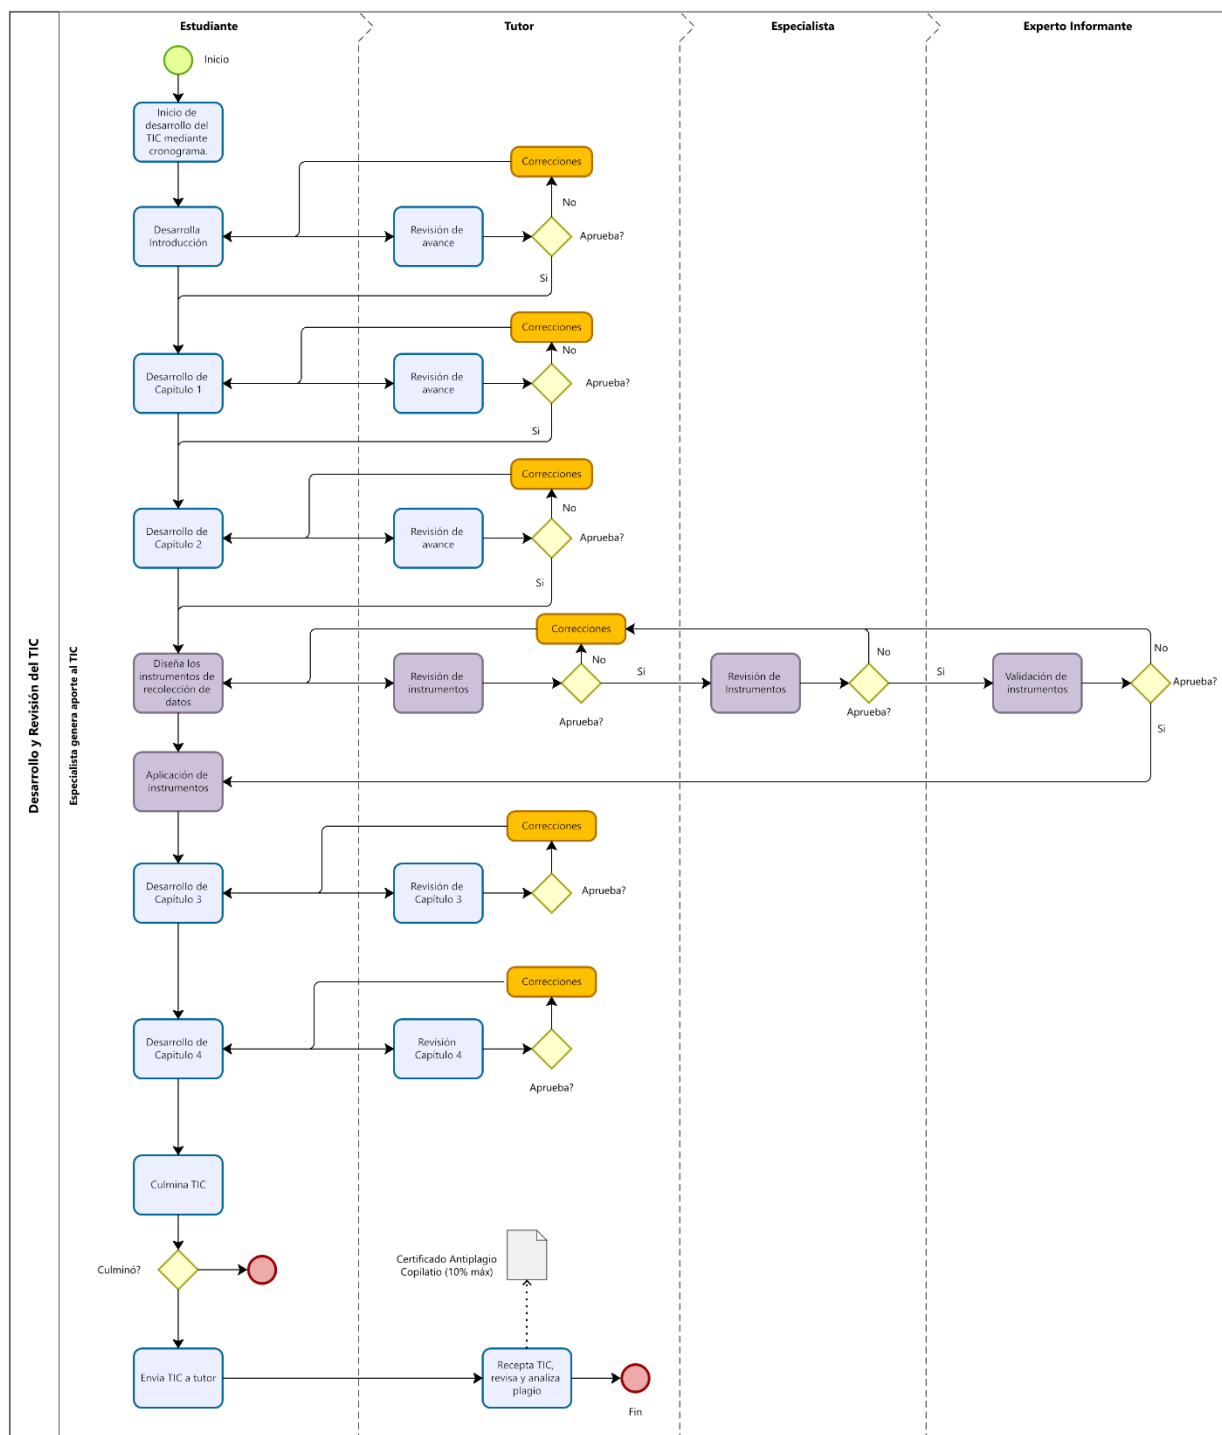 Desarrollo y Revisión del TIC
Especialista genera aporte al TIC
Estudiante
Tutor
Especialista
Experto Informante
Inicio
Inicio de
desarrollo del
TIC mediante
cronograma.
Correcciones
No
Desarrolla
Introducción
Revisión de
avance
Aprueba?
Si
Correcciones
No
Desarrollo de
Capítulo 1
Revisión de
avance
Aprueba?
Si
Correcciones
No
Desarrollo de
Capítulo 2
Revisión de
avance
Aprueba?
Si
Correcciones
No
No
No
Diseña los
instrumentos de
recolección de
datos
Revisión de
instrumentos
Aprueba?
Si
Revisión de
Instrumentos
Aprueba?
Si
Validación de
instrumentos
Aprueba?
Si
Aplicación de
instrumentos
Correcciones
Desarrollo de
Capítulo 3
Revisión de
Capítulo 3
Aprueba?
Correcciones
Desarrollo de
Capítulo 4
Revisión
Capítulo 4
Aprueba?
Culmina TIC
Culminó?
Certificado Antiplagio
Copilatio (10% máx)
Envía TIC a tutor
Recepta TIC,
revisa y analiza
plagio
Fin